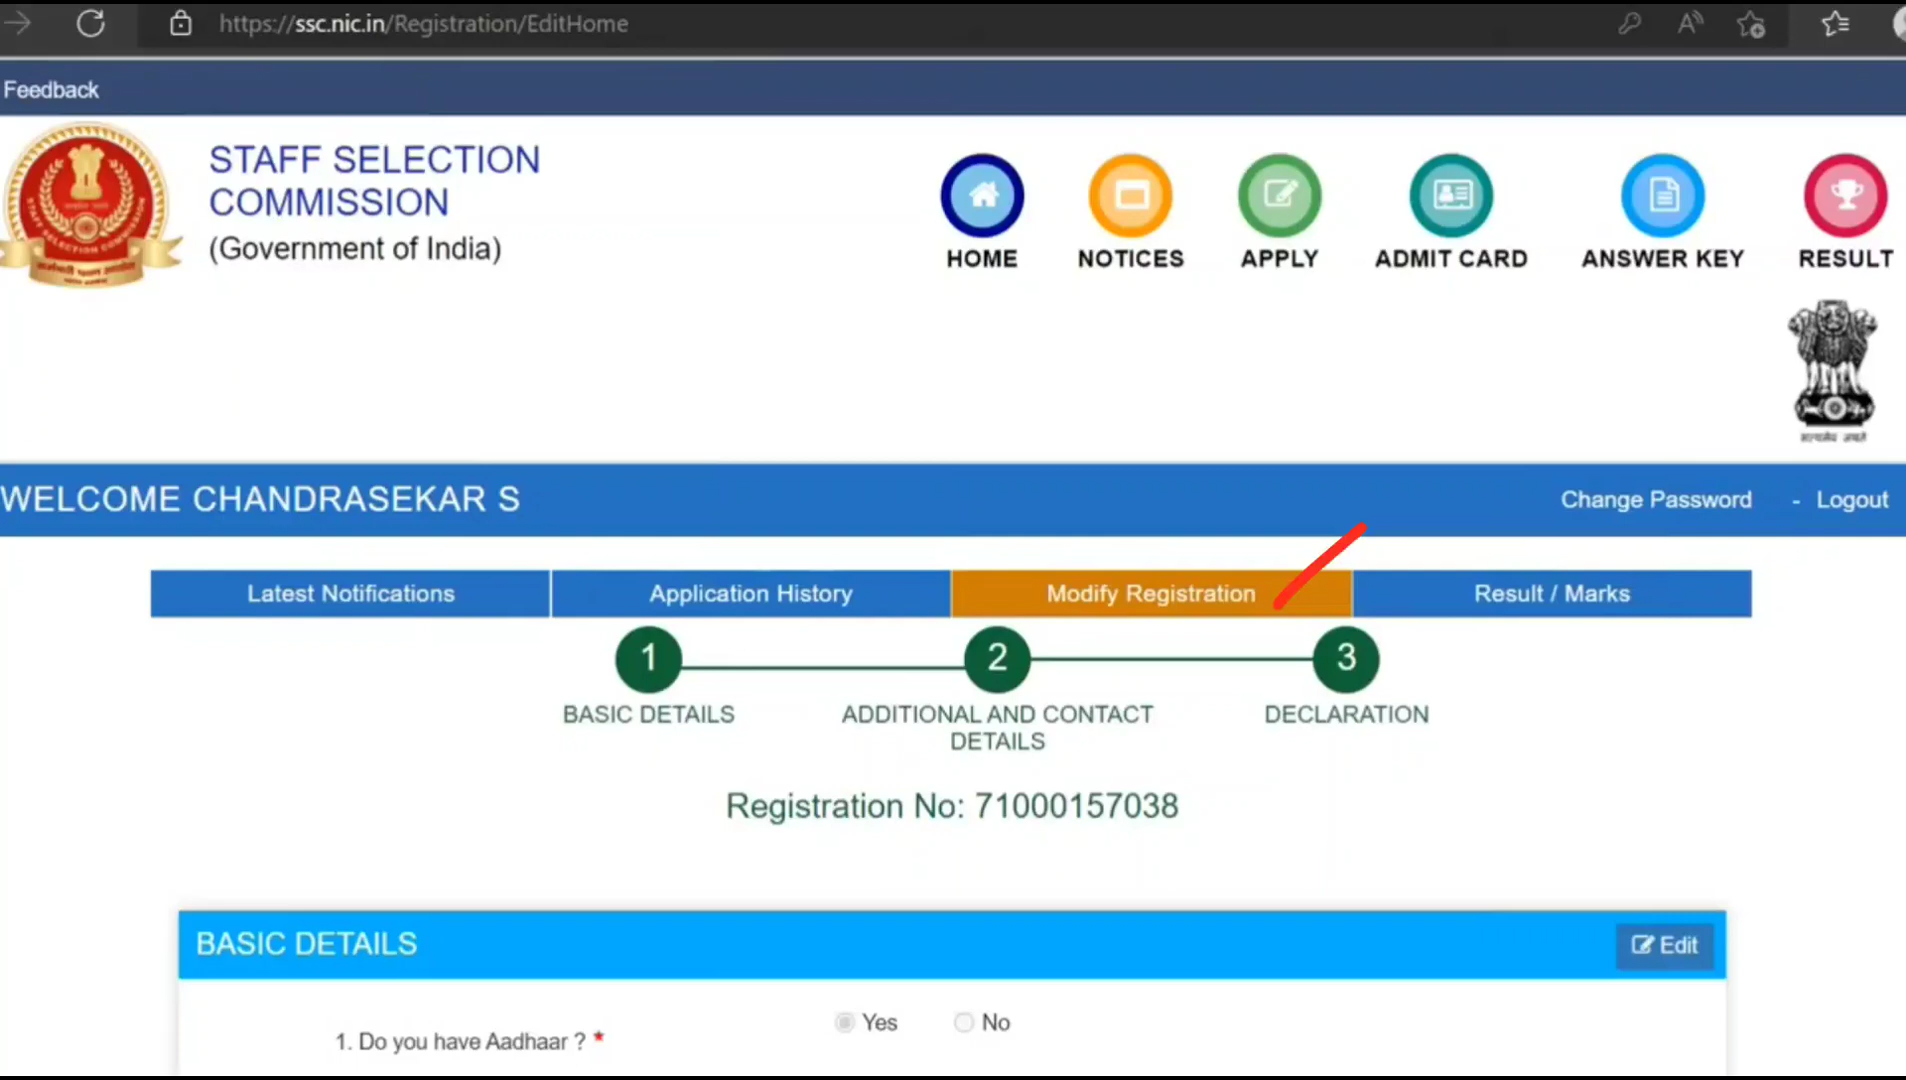 https://ssc.nic.in/Registration/EditHome
Feedback
STAFF SELECTION
COMMISSION
(Government of India)
HOME
NOTICES
APPLY
ADMIT CARD
ANSWER KEY
RESULT
WELCOME CHANDRASEKAR S
Change Password - Logout
Latest Notifications
Application History
Modify Registration
Result / Marks
1
2
3
BASIC DETAILS
ADDITIONAL AND CONTACT
DETAILS
DECLARATION
Registration No: 71000157038
BASIC DETAILS
Edit
1. Do you have Aadhaar ? *
Yes
No